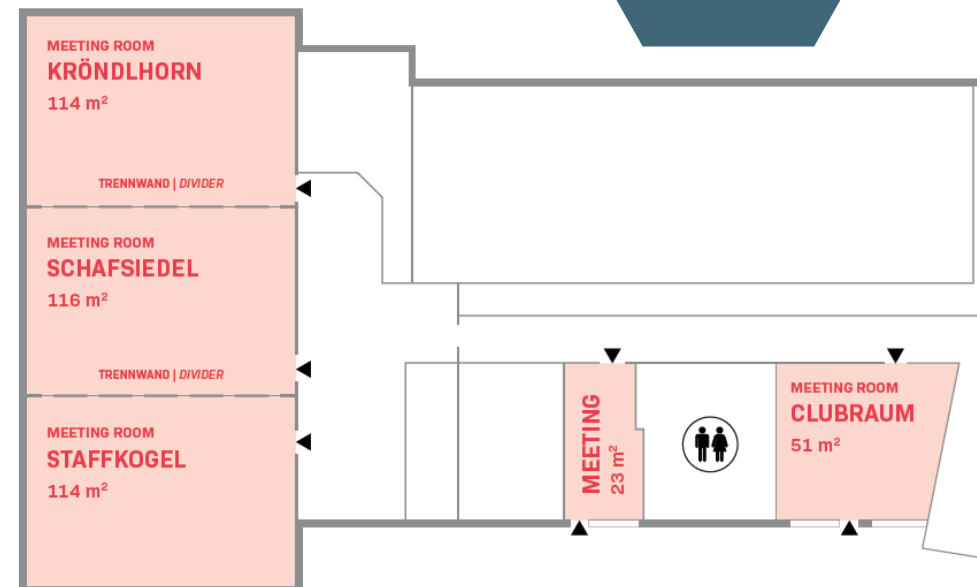 MEETING ROOM
KRÖNDLHORN
114 m²
TRENNWAND | DIVIDER
MEETING ROOM
SCHAFSIEDEL
116 m²
TRENNWAND | DIVIDER
MEETING ROOM
STAFFKOGEL
114 m²
MEETING
23 m²
MEETING ROOM
CLUBRAUM
51 m²